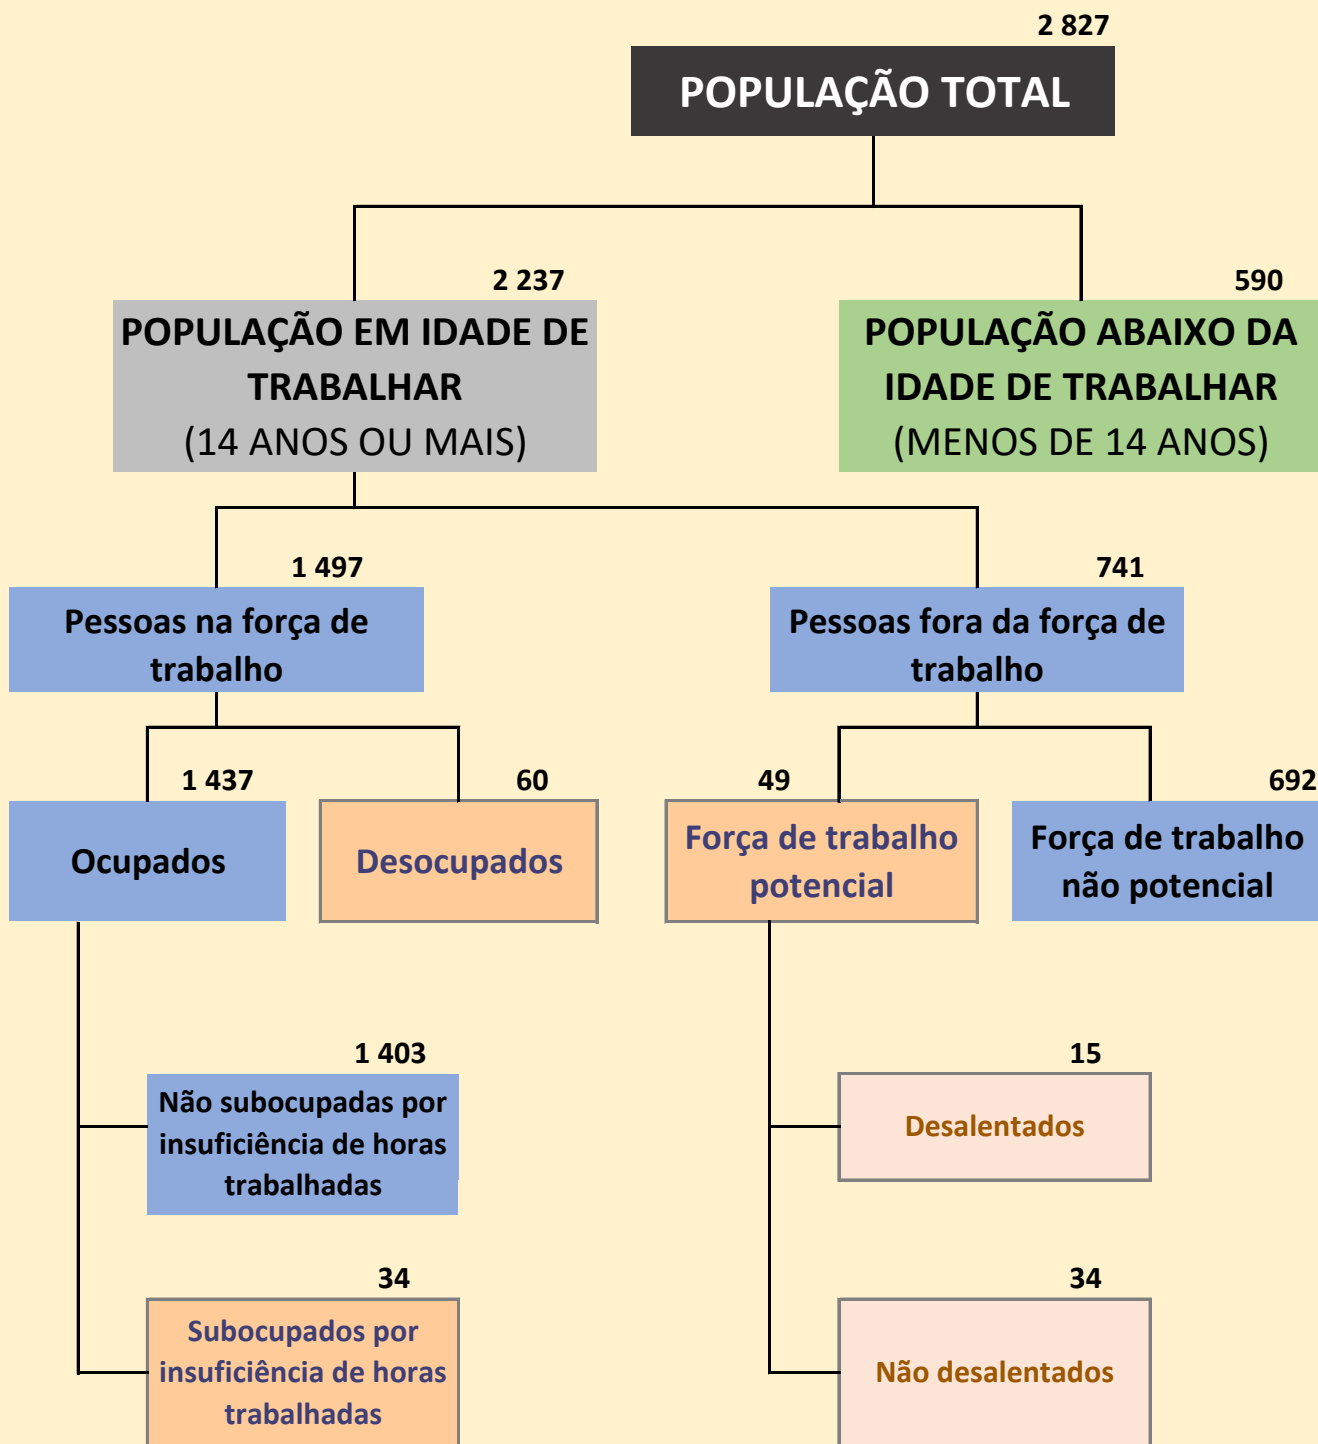 2 827
POPULAÇÃO TOTAL
2 237
POPULAÇÃO EM IDADE DE
TRABALHAR
(14 ANOS OU MAIS)
590
POPULAÇÃO ABAIXO DA
IDADE DE TRABALHAR
(MENOS DE 14 ANOS)
1 497
Pessoas na força de
trabalho
741
Pessoas fora da força de
trabalho
1 437
Ocupados
60
Desocupados
49
Força de trabalho
potencial
692
Força de trabalho
não potencial
1 403
Não subocupadas por
insuficiência de horas
trabalhadas
15
Desalentados
34
Subocupados por
insuficiência de horas
trabalhadas
34
Não desalentados